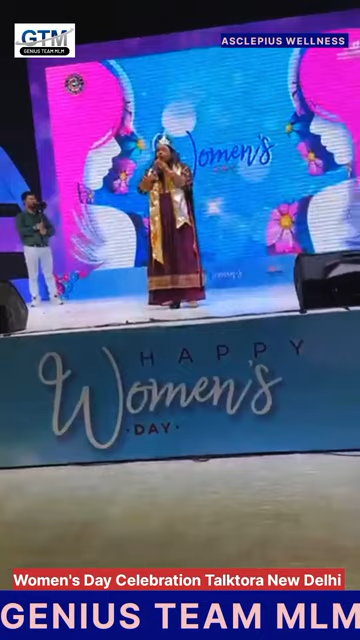 GTM
GENIUS TEAM MLM
ASCLEPIUS WELLNESS
Women's
HAPPY
Women's
·DAY·
Women's Day Celebration Talktora New Delhi
GENIUS TEAM MLM